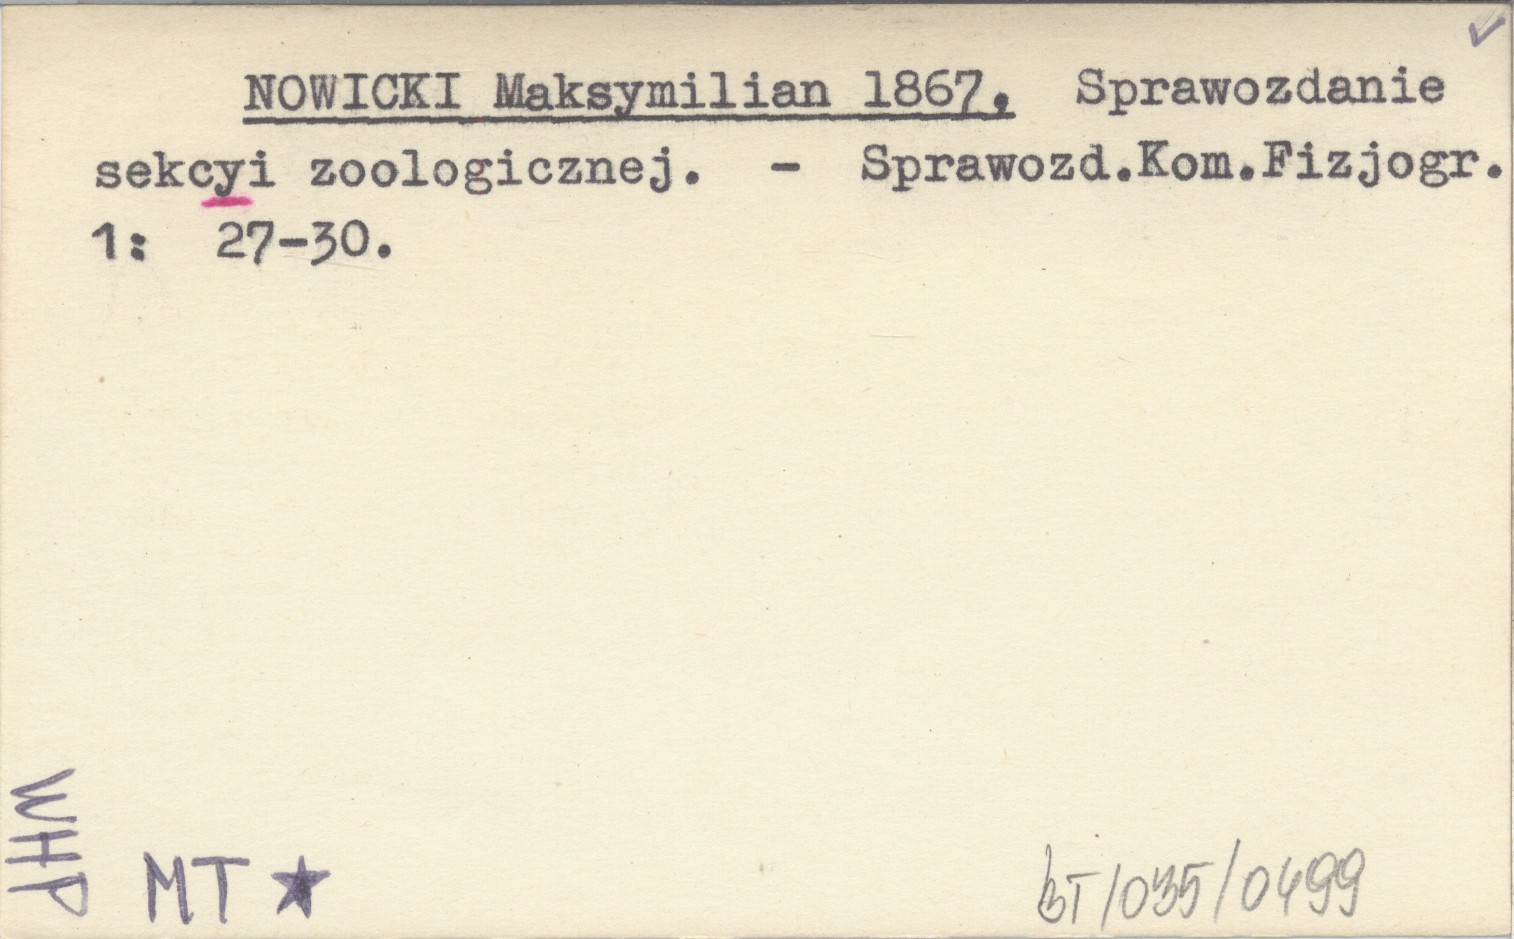 NOWICKI Maksymilian 1867, Sprawozdanie
sekcyi zoologicznej. - Sprawozd.Kom.Fizjogr.
1: 27-30.
WHP
MT ★
BT/035/0499